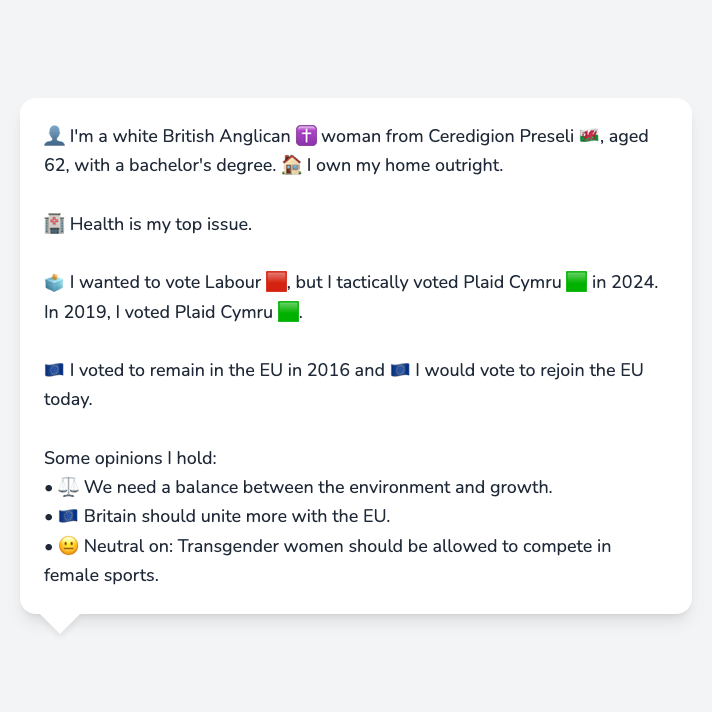 👤 I'm a white British Anglican ✝️ woman from Ceredigion Preseli 🏴󠁧󠁢󠁷󠁬󠁳󠁿, aged
62, with a bachelor's degree. 🏠 I own my home outright.
🏥 Health is my top issue.
🗳️ I wanted to vote Labour 🟥, but I tactically voted Plaid Cymru 🟩 in 2024.
In 2019, I voted Plaid Cymru 🟩.
🇪🇺 I voted to remain in the EU in 2016 and 🇪🇺 I would vote to rejoin the EU
today.
Some opinions I hold:
• ⚖️ We need a balance between the environment and growth.
• 🇪🇺 Britain should unite more with the EU.
• 😐 Neutral on: Transgender women should be allowed to compete in
female sports.